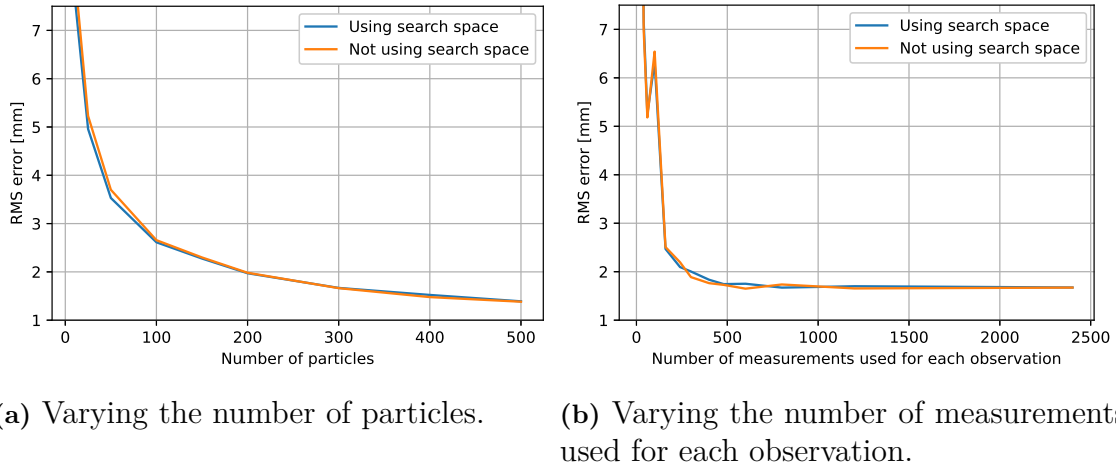 Using search space
Not using search space
RMS error [mm]
7
6
5
4
3
2
1
0 100 200 300 400 500
Number of particles
Using search space
Not using search space
RMS error [mm]
7
6
5
4
3
2
1
0 500 1000 1500 2000 2500
Number of measurements used for each observation
(a) Varying the number of particles.
(b) Varying the number of measurements
used for each observation.